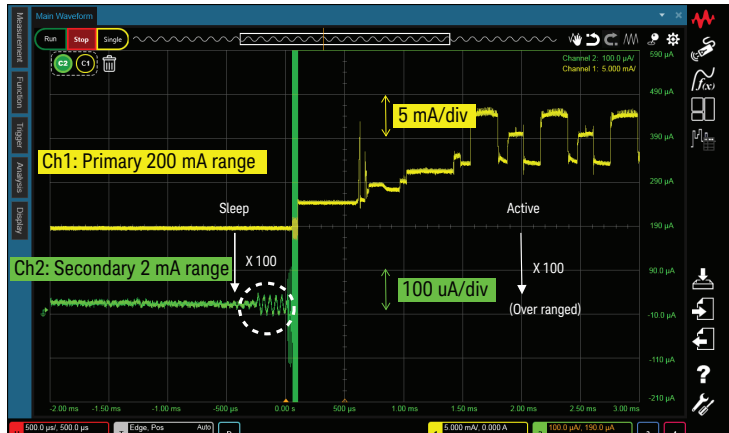 Main Waveform
Measurement
Function
Trigger
Analysis
Display
Run
Stop
Single
f(x)
C2
C1
Channel 2: 100.0 µA/
Channel 1: 5.000 mA/
590 µA
490 µA
390 µA
290 µA
190 µA
90.0 µA
-10.0 µA
-110 µA
-210 µA
5 mA/div
Ch1: Primary 200 mA range
Sleep
Active
Ch2: Secondary 2 mA range
X 100
X 100
100 uA/div
(Over ranged)
?
-2.00 ms
-1.50 ms
-1.00 ms
-500 µs
0.00 s
500 µs
1.00 ms
1.50 ms
2.00 ms
2.50 ms
3.00 ms
500.0 µs/, 500.0 µs
Edge, Pos
Auto
5.000 mA/, 0.000 A
100.0 µA/, 190.0 µA